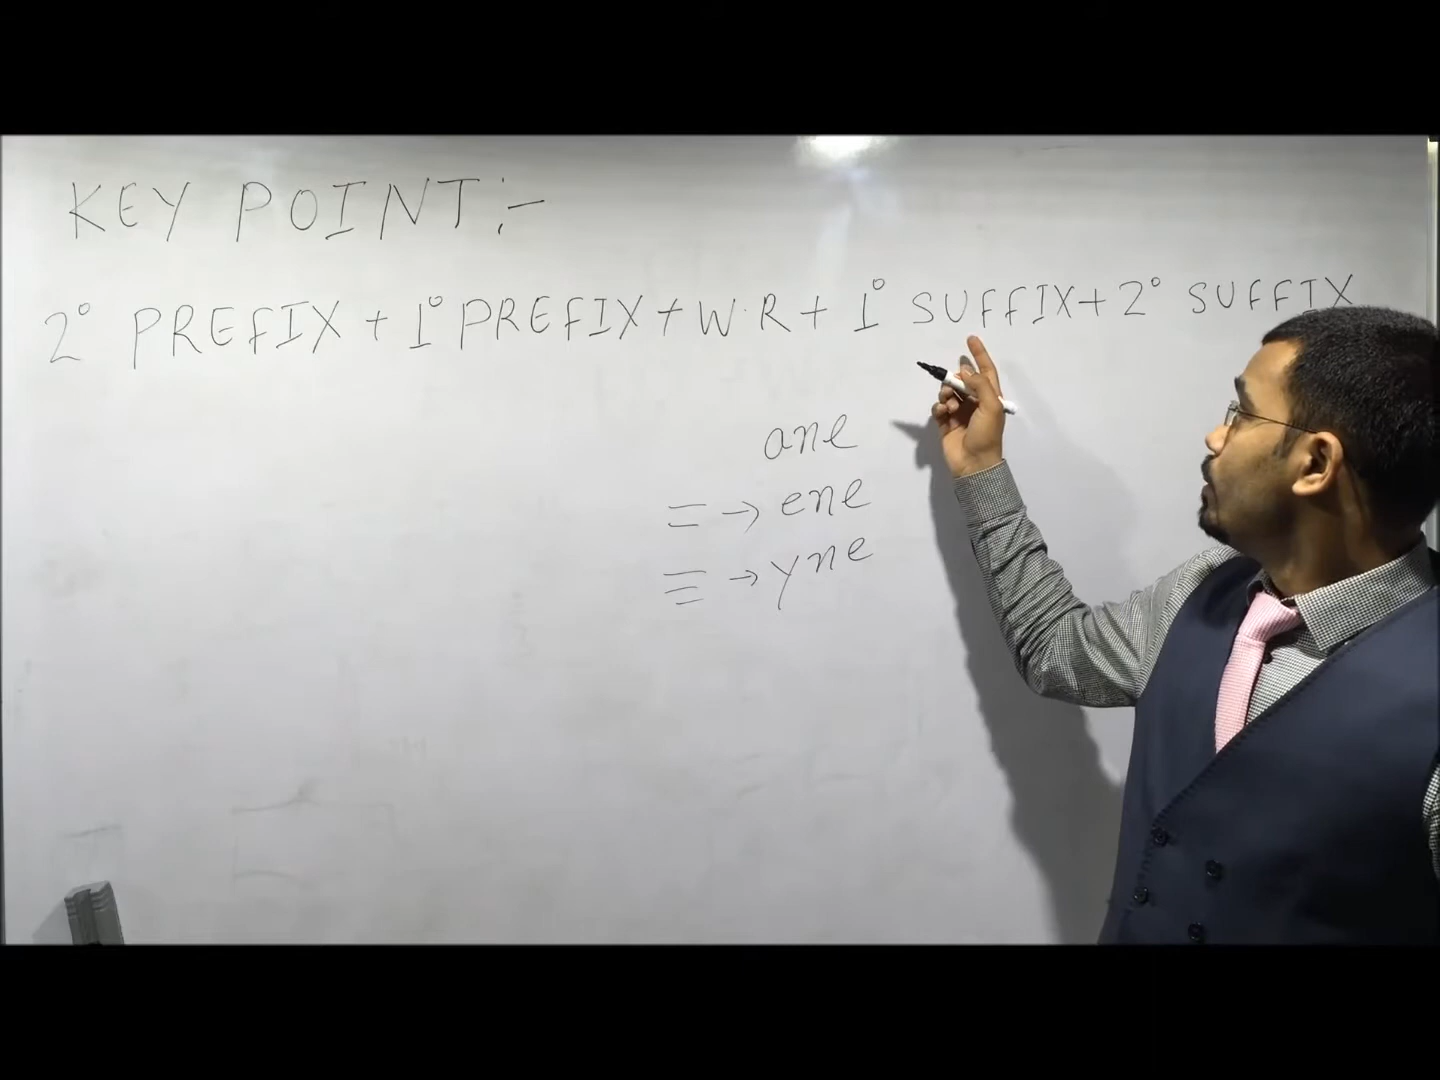 KEY POINT:-
2° PREFIX + 1° PREFIX + W.R + 1° SUFFIX + 2° SUFFIX
ane
= → ene
≡ → yne